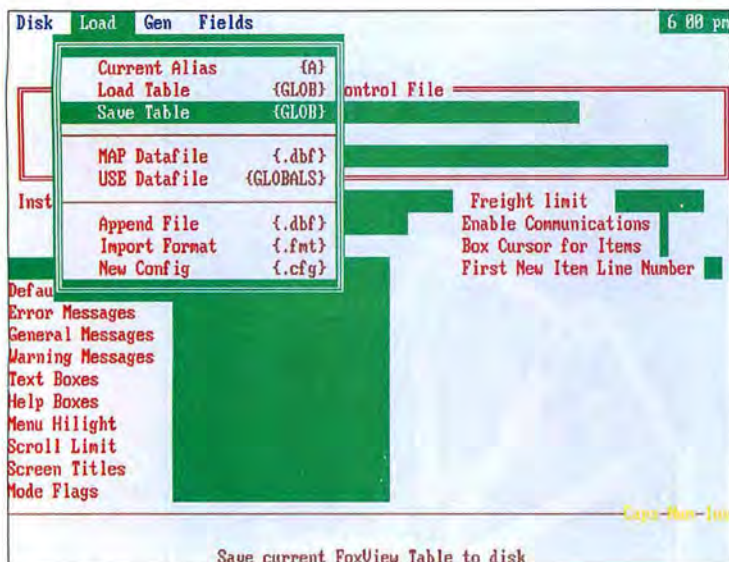 Disk Load Gen Fields 6 00 pm
Current Alias {A}
Load Table {GLOB}
ontrol File
Save Table {GLOB}
MAP Datafile {.dbf}
USE Datafile {GLOBALS}
Inst
Freight limit
Append File {.dbf}
Enable Communications
Import Format {.fmt}
Box Cursor for Items
New Config {.cfg}
First New Item Line Number
Defau
Error Messages
General Messages
Warning Messages
Text Boxes
Help Boxes
Menu Hilight
Scroll Limit
Screen Titles
Mode Flags
Caps Num Ins
Save current FoxView Table to disk